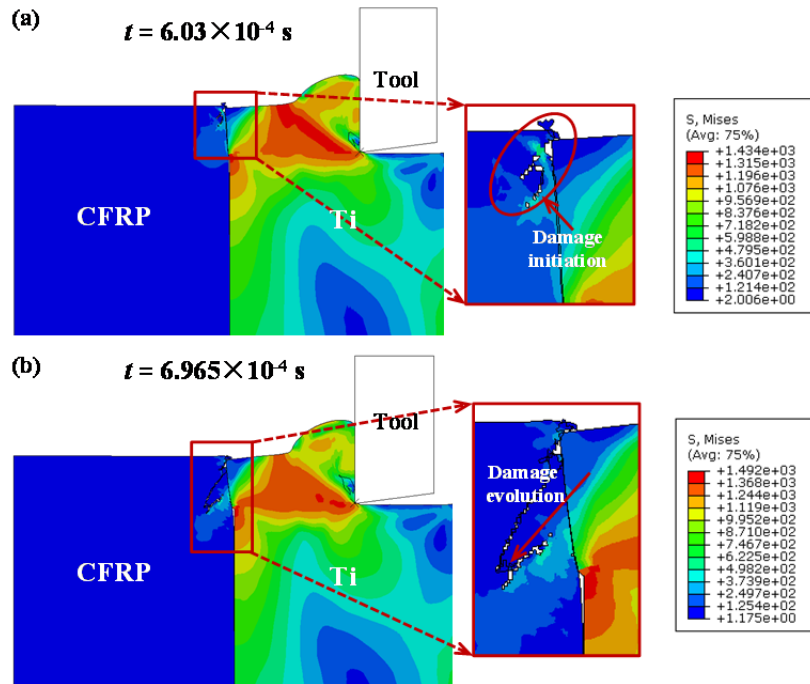 (a)
t = 6.03×10-4 s
Tool
CFRP
Ti
Damage
initiation
S, Mises
(Avg: 75%)
+1.434e+03
+1.315e+03
+1.196e+03
+1.076e+03
+9.569e+02
+8.376e+02
+7.182e+02
+5.988e+02
+4.795e+02
+3.601e+02
+2.407e+02
+1.214e+02
+2.006e+00
(b)
t = 6.965×10-4 s
Tool
CFRP
Ti
Damage
evolution
S, Mises
(Avg: 75%)
+1.492e+03
+1.368e+03
+1.244e+03
+1.119e+03
+9.952e+02
+8.710e+02
+7.467e+02
+6.225e+02
+4.982e+02
+3.739e+02
+2.497e+02
+1.254e+02
+1.175e+00